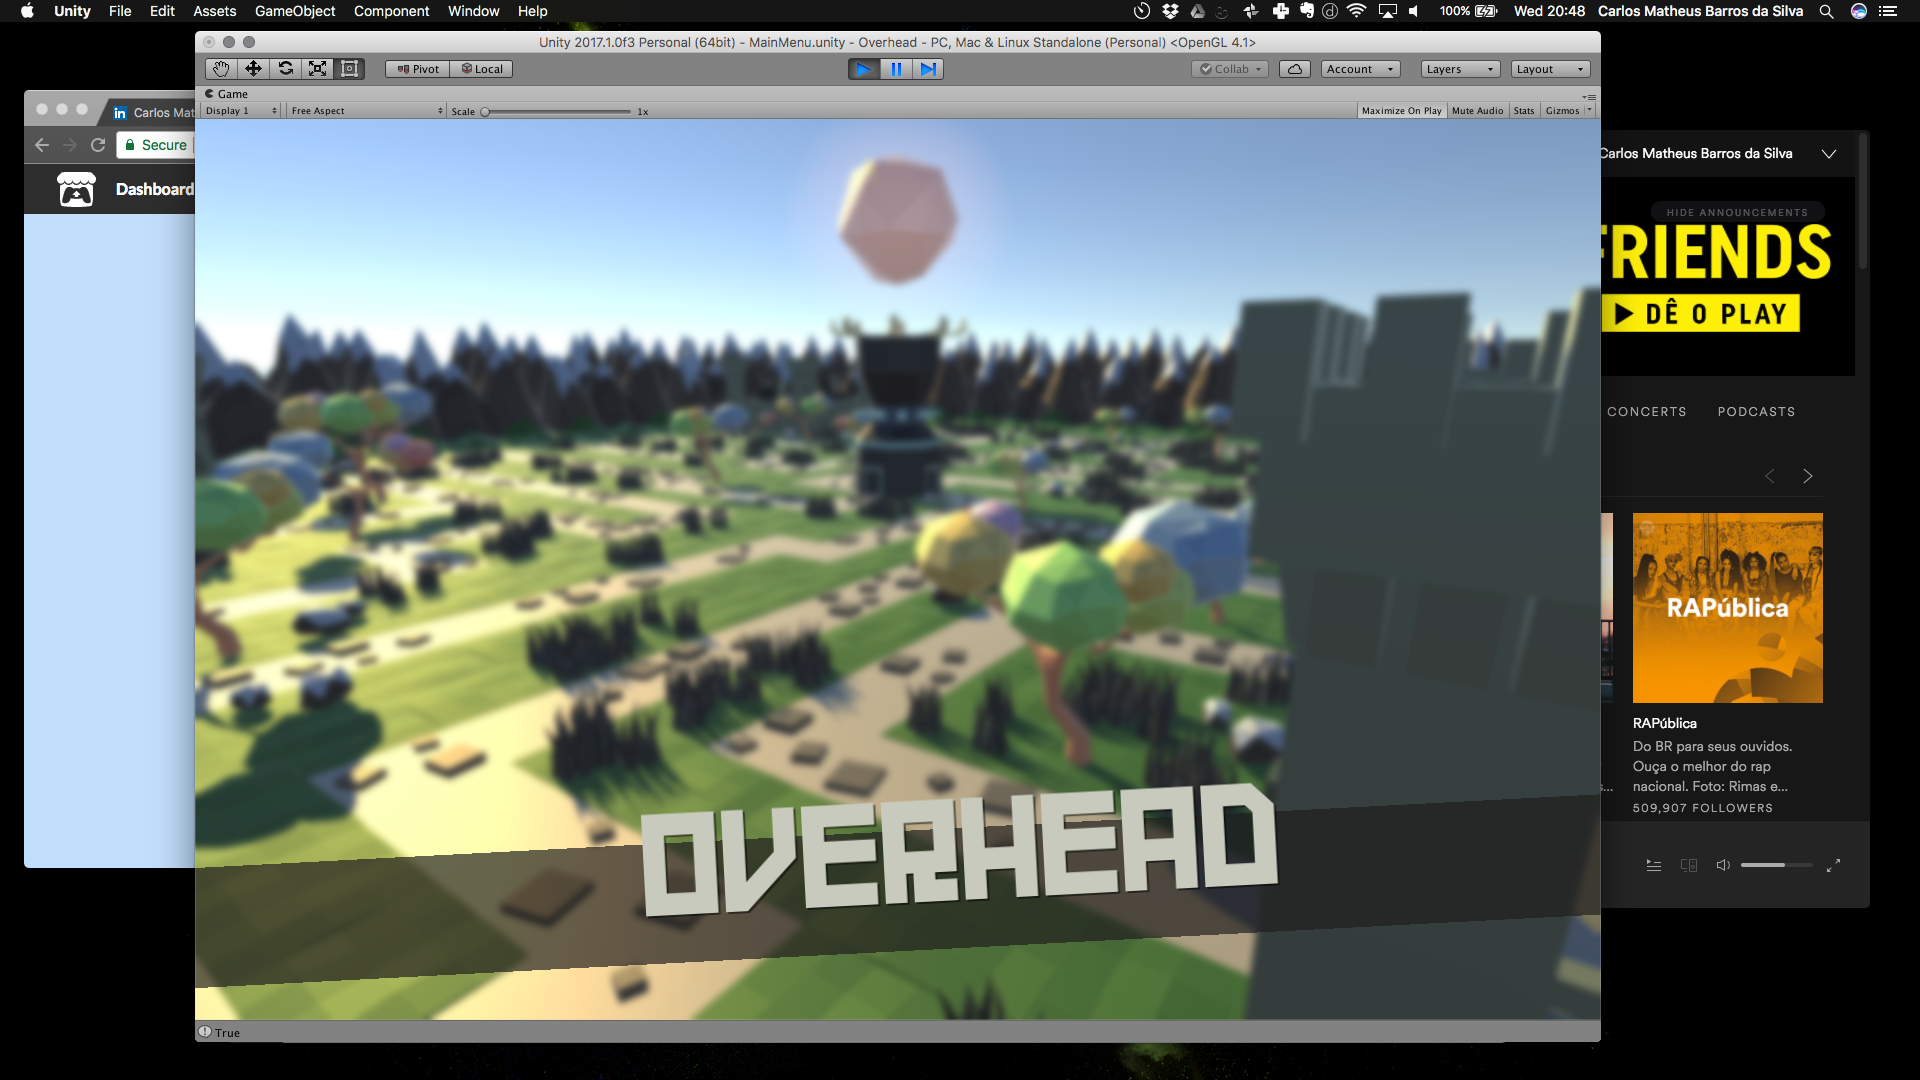 Unity File Edit Assets GameObject Component Window Help
100% Wed 20:48 Carlos Matheus Barros da Silva
Unity 2017.1.0f3 Personal (64bit) - MainMenu.unity - Overhead - PC, Mac & Linux Standalone (Personal) <OpenGL 4.1>
Pivot Local Collab Account Layers Layout
Game
Display 1 Free Aspect Scale 1x Maximize On Play Mute Audio Stats Gizmos
in Carlos Mat
Secure
Dashboard
OVERHEAD
True
Carlos Matheus Barros da Silva
HIDE ANNOUNCEMENTS
FRIENDS
DÊ O PLAY
CONCERTS PODCASTS
RAPública
RAPública
Do BR para seus ouvidos.
Ouça o melhor do rap
nacional. Foto: Rimas e...
s...
509,907 FOLLOWERS